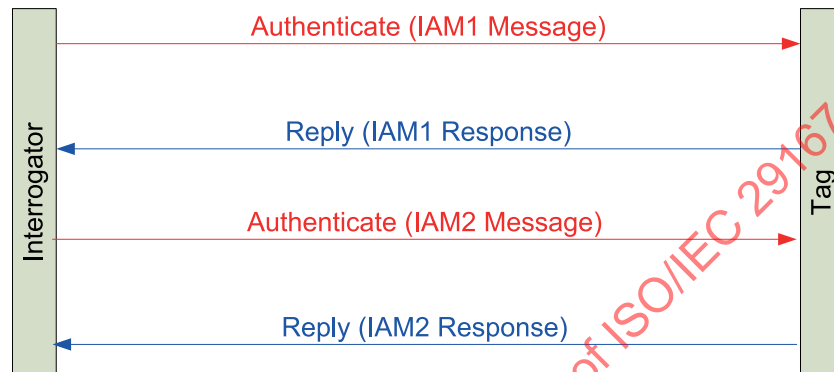 Authenticate (IAM1 Message)
Reply (IAM1 Response)
Authenticate (IAM2 Message)
Reply (IAM2 Response)
Interrogator
Tag
of ISO/IEC 29167